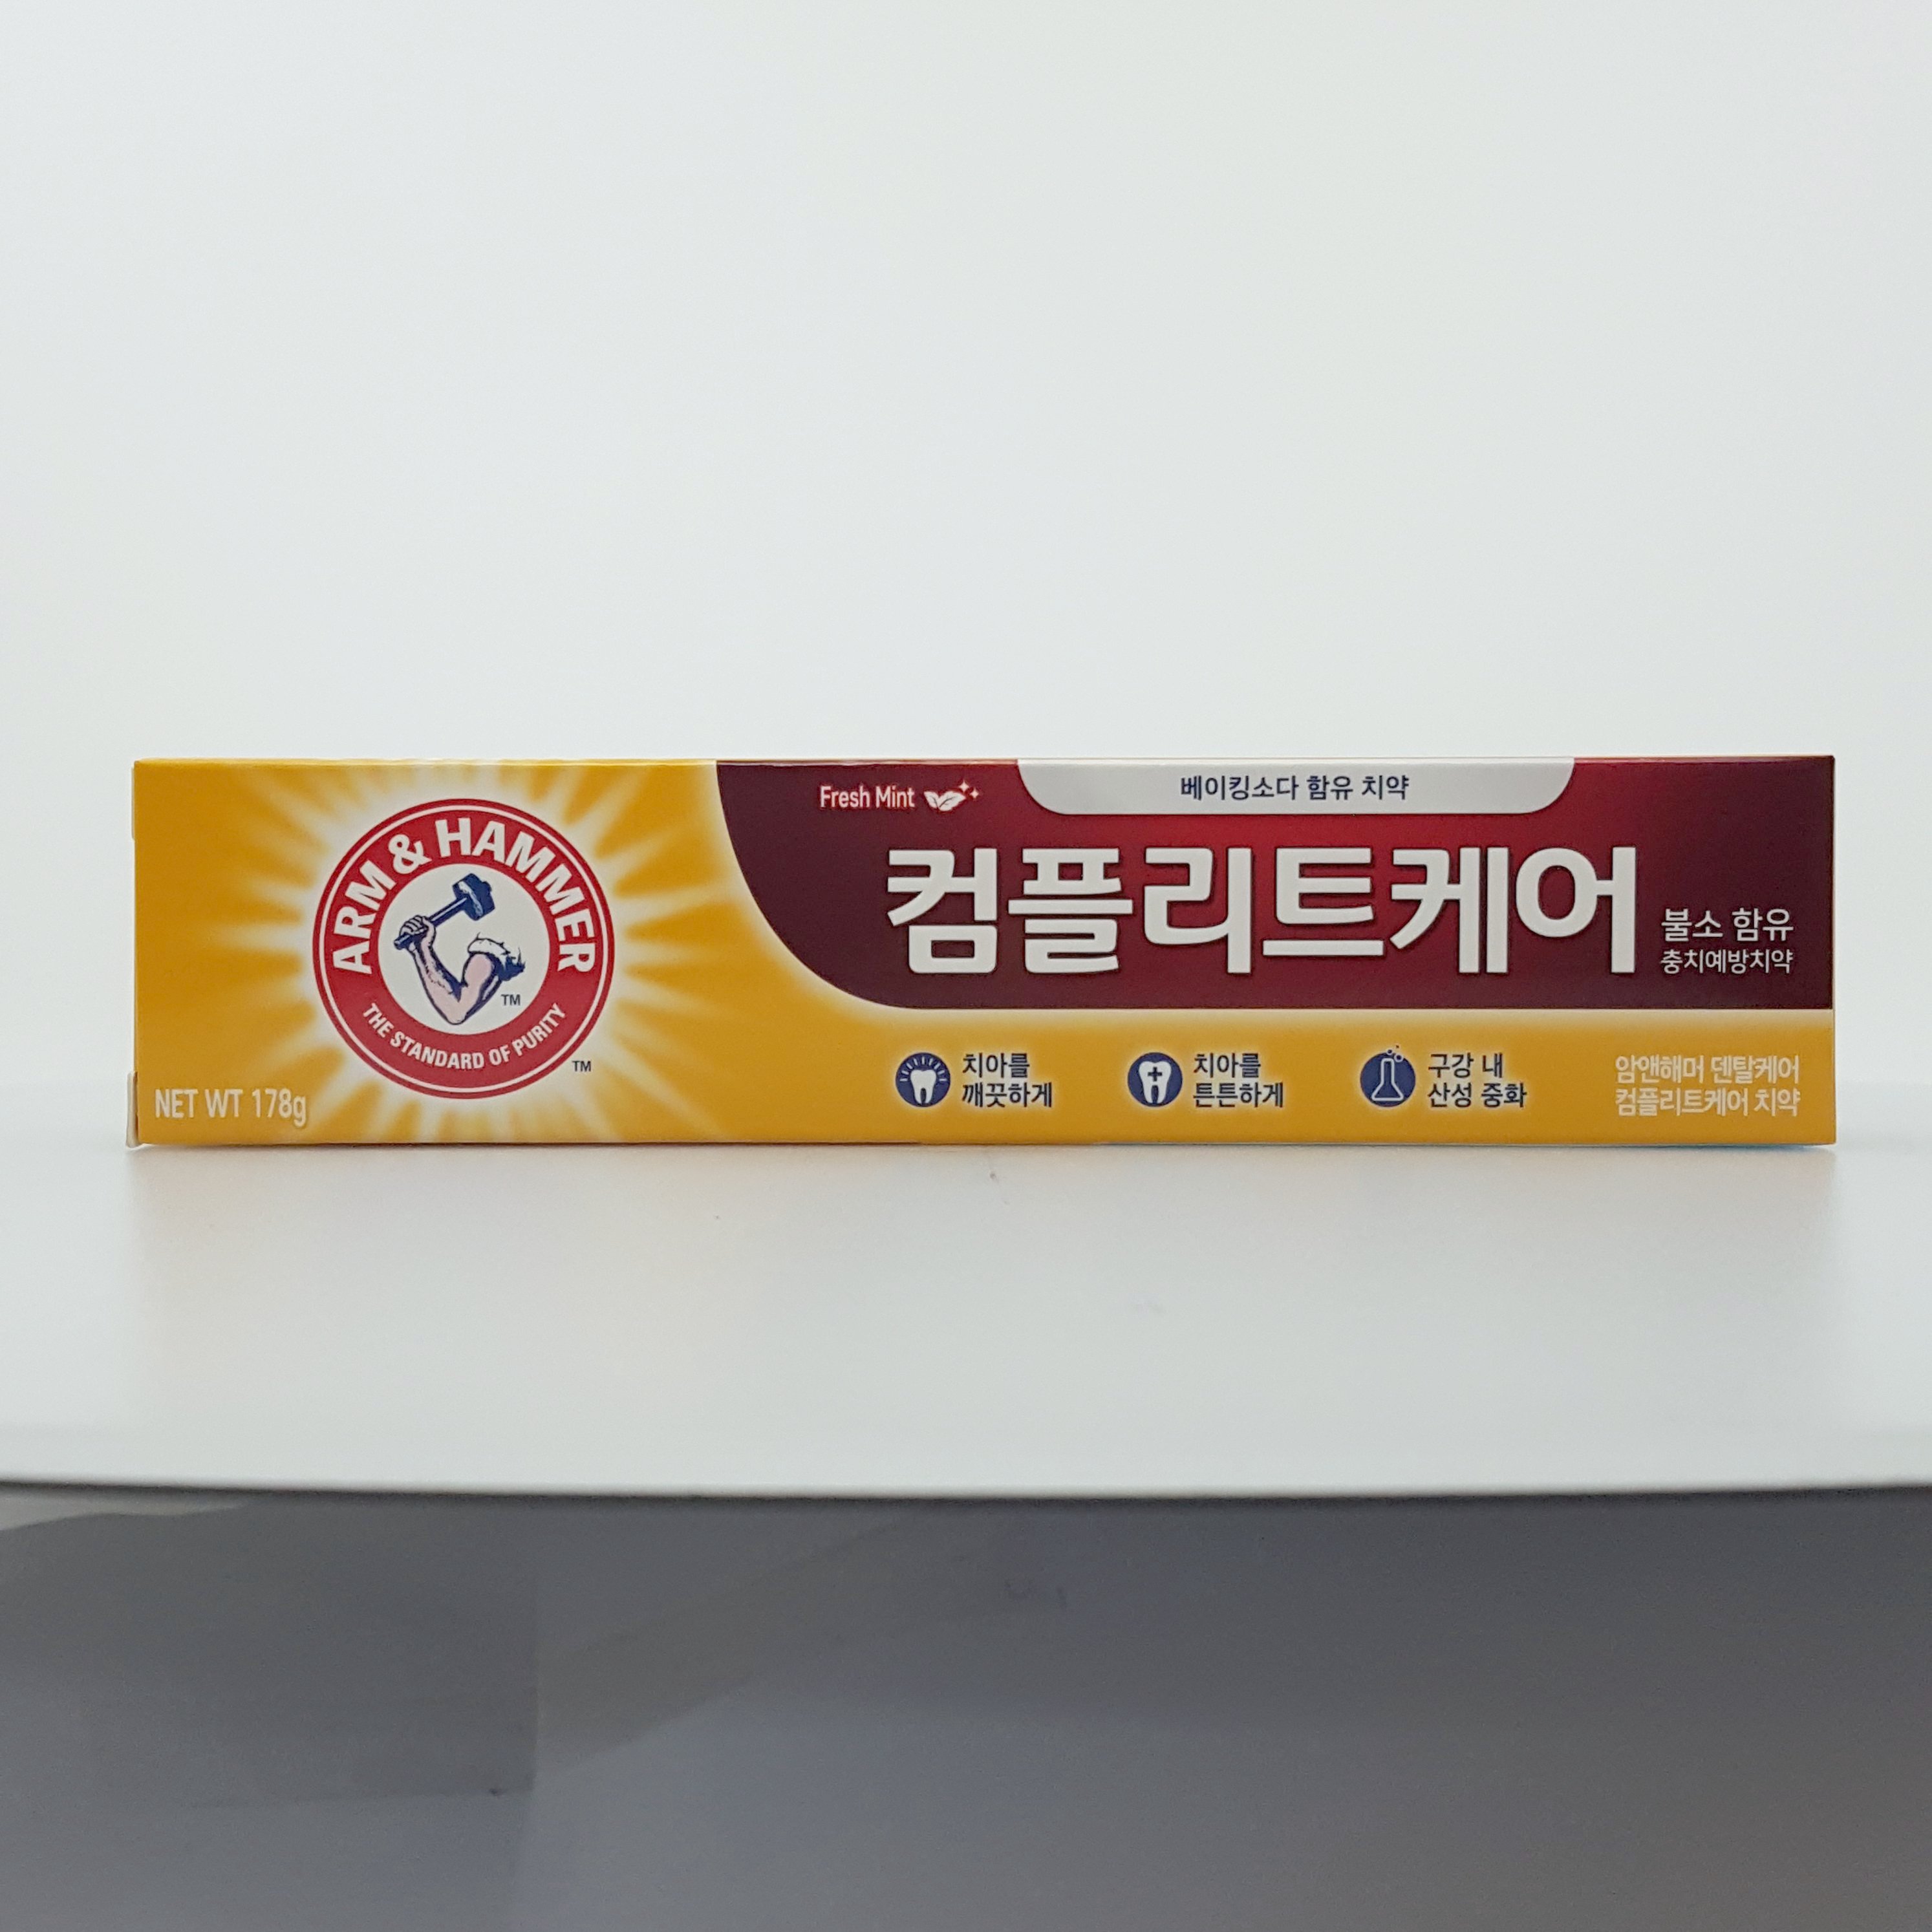 ARM & HAMMER
THE STANDARD OF PURITY
TM
TM
NET WT 178g
Fresh Mint
베이킹소다 함유 치약
컴플리트케어
불소 함유
충치예방치약
치아를
깨끗하게
치아를
튼튼하게
구강 내
산성 중화
암앤해머 덴탈케어
컴플리트케어 치약